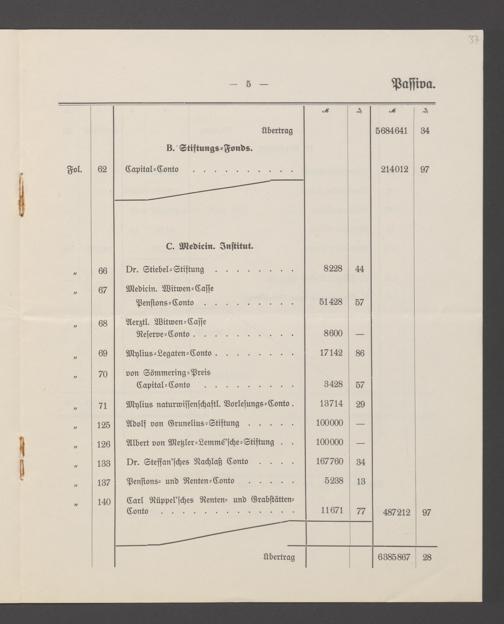 37
— 5 —
Passiva.
ℳ ₰ ℳ ₰
Übertrag 5684641 34
B. Stiftungs-Fonds.
Fol. 62 Capital-Conto . . . . . . . . . . 214012 97
C. Medicin. Institut.
„ 66 Dr. Stiebel-Stiftung . . . . . . . . 8228 44
„ 67 Medicin. Witwen-Casse
Pensions-Conto . . . . . . . . . 51428 57
„ 68 Aerztl. Witwen-Casse
Reserve-Conto . . . . . . . . . . 8600 —
„ 69 Mylius-Legaten-Conto . . . . . . . . 17142 86
„ 70 von Sömmering-Preis
Capital-Conto . . . . . . . . . 3428 57
„ 71 Mylius naturwissenschaftl. Vorlesungs-Conto . 13714 29
„ 125 Adolf von Grunelius-Stiftung . . . . . 100000 —
„ 126 Albert von Metzler-Lemmé'sche-Stiftung . . 100000 —
„ 133 Dr. Steffan'sches Nachlaß Conto . . . . 167760 34
„ 137 Pensions- und Renten-Conto . . . . . 5238 13
„ 140 Carl Rüppel'sches Renten- und Grabstätten-
Conto . . . . . . . . . . . . . 11671 77 487212 97
Übertrag 6385867 28